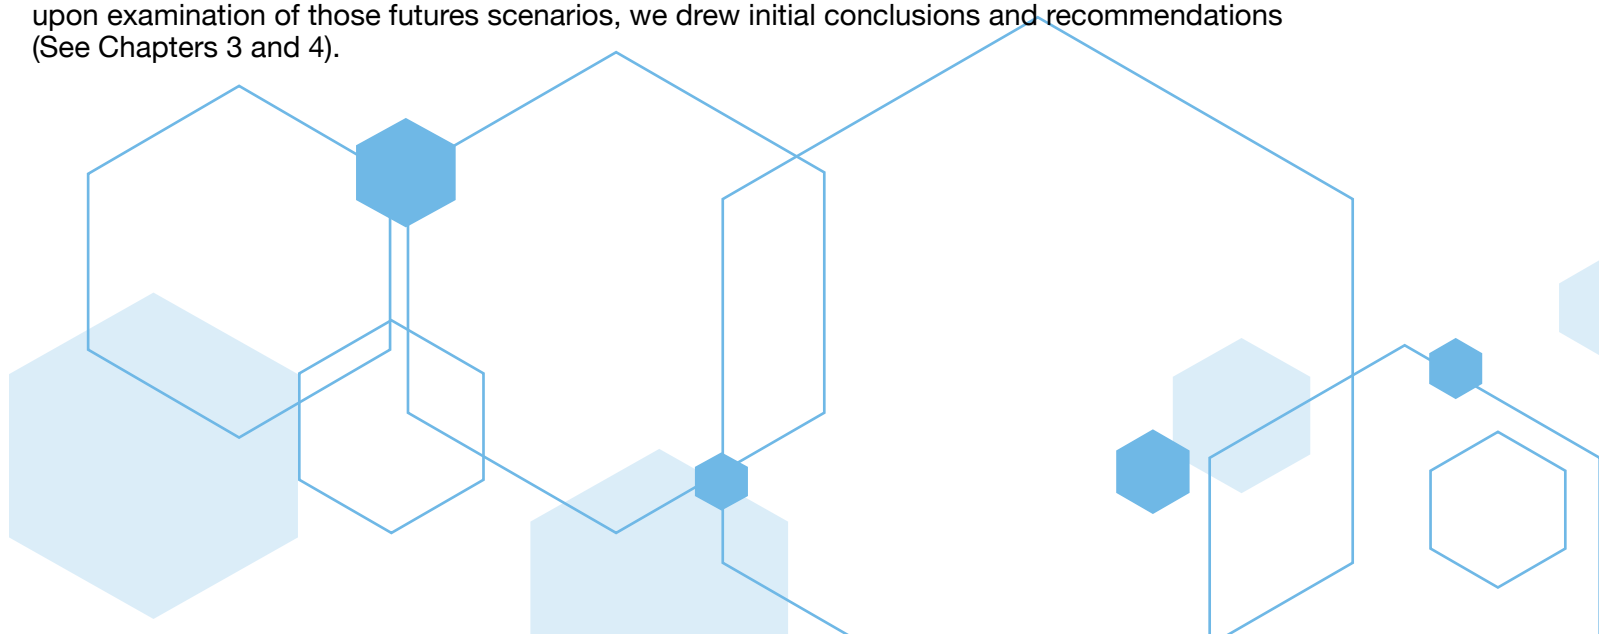 upon examination of those futures scenarios, we drew initial conclusions and recommendations
(See Chapters 3 and 4).